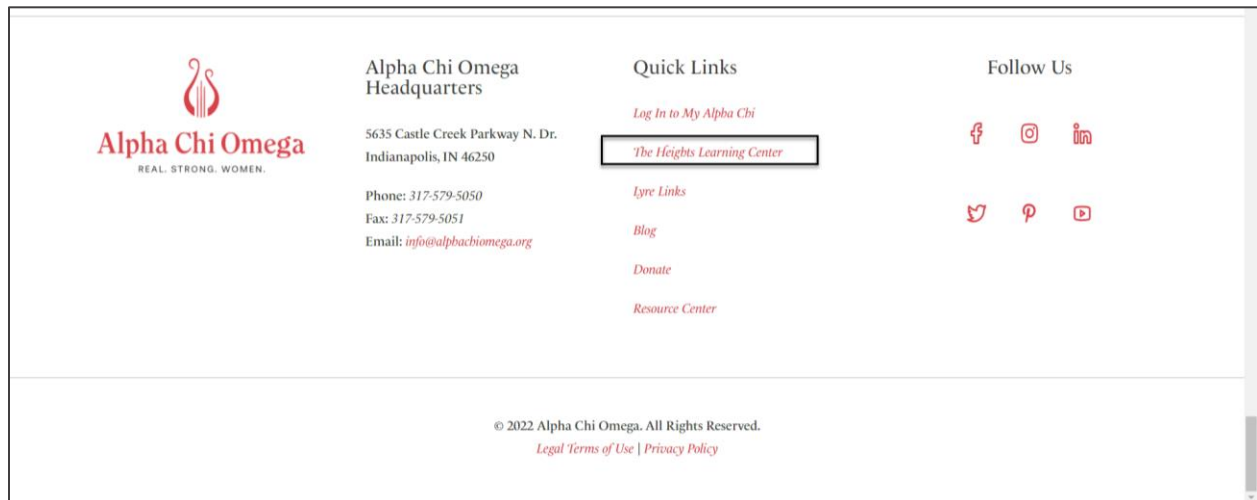 Alpha Chi Omega
REAL. STRONG. WOMEN.
Alpha Chi Omega
Headquarters
5635 Castle Creek Parkway N. Dr.
Indianapolis, IN 46250
Phone: 317-579-5050
Fax: 317-579-5051
Email: info@alphachiomega.org
Quick Links
Log In to My Alpha Chi
The Heights Learning Center
Lyre Links
Blog
Donate
Resource Center
Follow Us
© 2022 Alpha Chi Omega. All Rights Reserved.
Legal Terms of Use | Privacy Policy